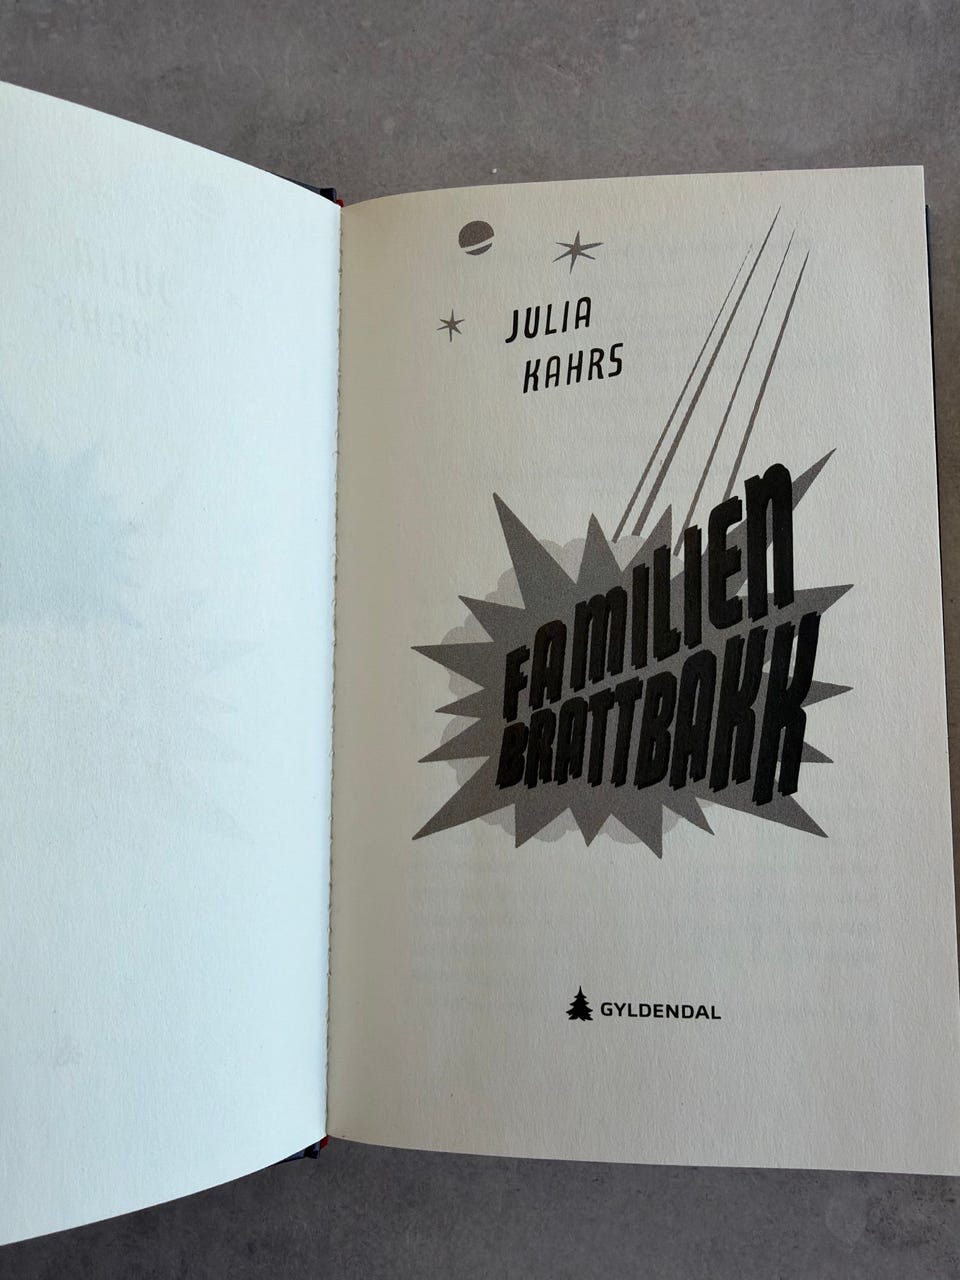 JULIA
KAHRS
FAMILIEN
BRATTBAKK
GYLDENDAL